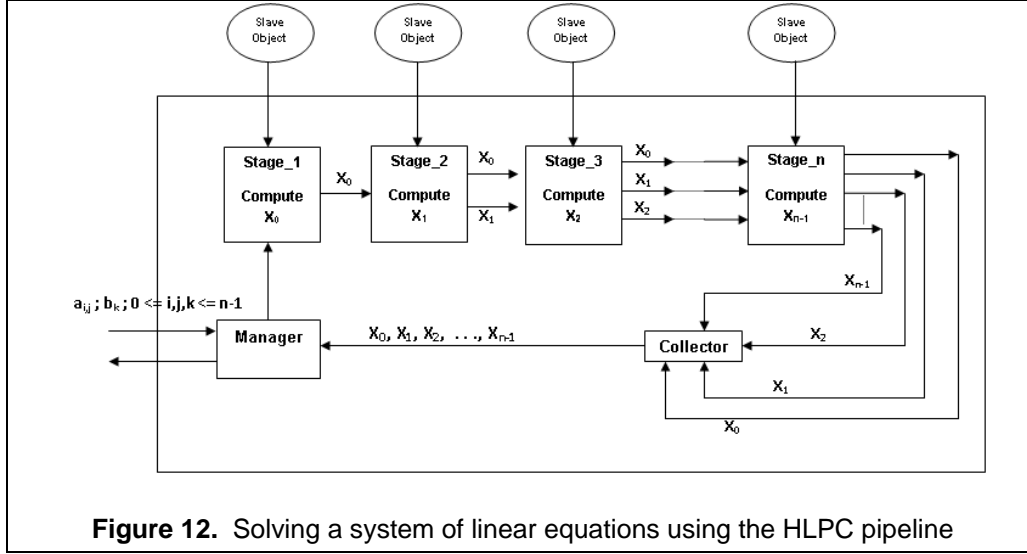 Slave
Object
Slave
Object
Slave
Object
Slave
Object
Stage_1
Compute
X₀
X₀
Stage_2
Compute
X₁
X₀
X₁
Stage_3
Compute
X₂
X₀
X₁
X₂
Stage_n
Compute
Xₙ₋₁
aᵢ,ⱼ ; bₖ ; 0 <= i,j,k <= n-1
Manager
X₀, X₁, X₂, . . ., Xₙ₋₁
Collector
Xₙ₋₁
X₂
X₁
X₀
Figure 12. Solving a system of linear equations using the HLPC pipeline